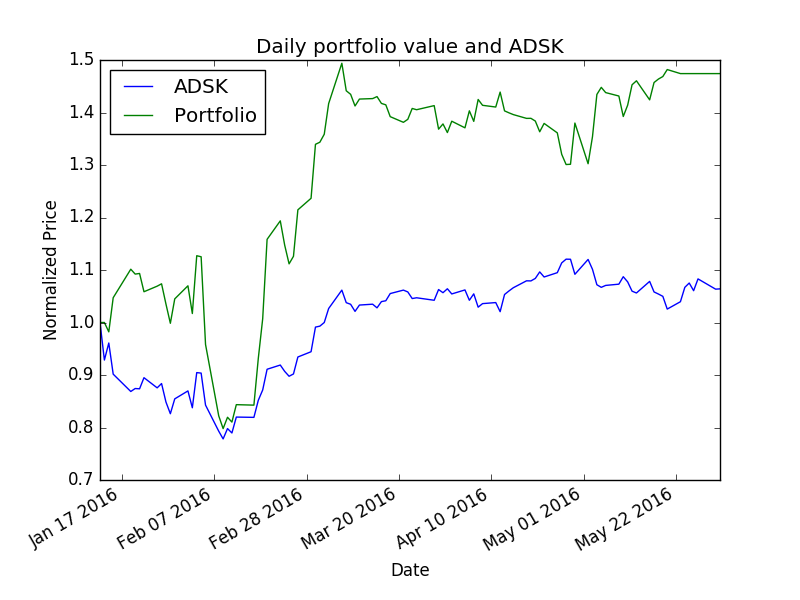 Daily portfolio value and ADSK
1.5
1.4
1.3
1.2
1.1
1.0
0.9
0.8
0.7
Normalized Price
ADSK
Portfolio
Jan 17 2016
Feb 07 2016
Feb 28 2016
Mar 20 2016
Apr 10 2016
May 01 2016
May 22 2016
Date